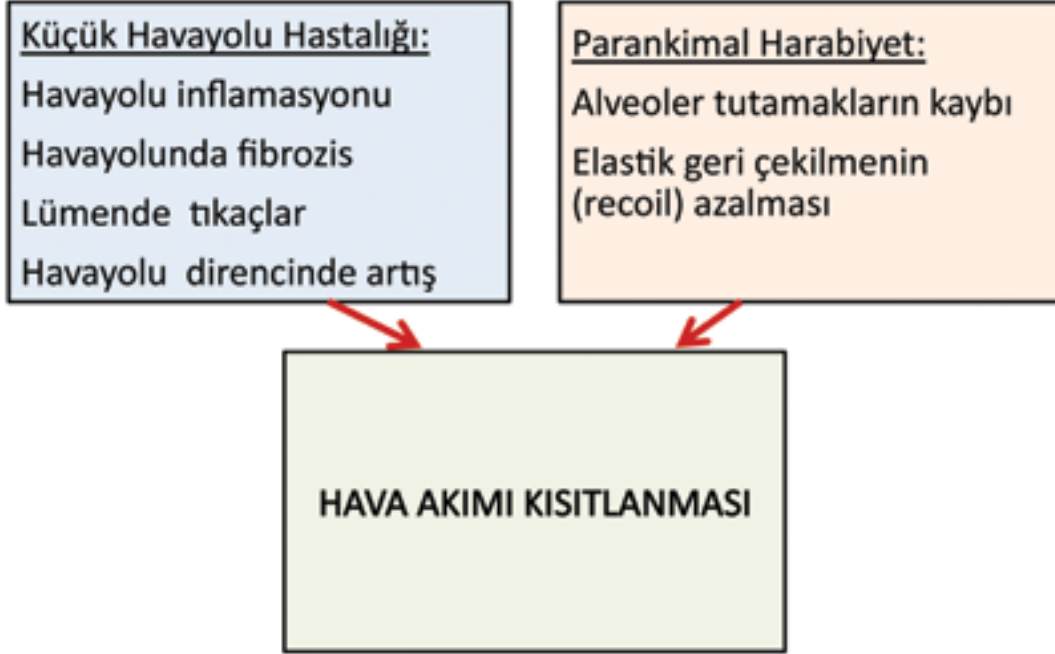 Küçük Havayolu Hastalığı:
Havayolu inflamasyonu
Havayolunda fibrozis
Lümende tıkaçlar
Havayolu direncinde artış
Parankimal Harabiyet:
Alveoler tutamakların kaybı
Elastik geri çekilmenin
(recoil) azalması
HAVA AKIMI KISITLANMASI